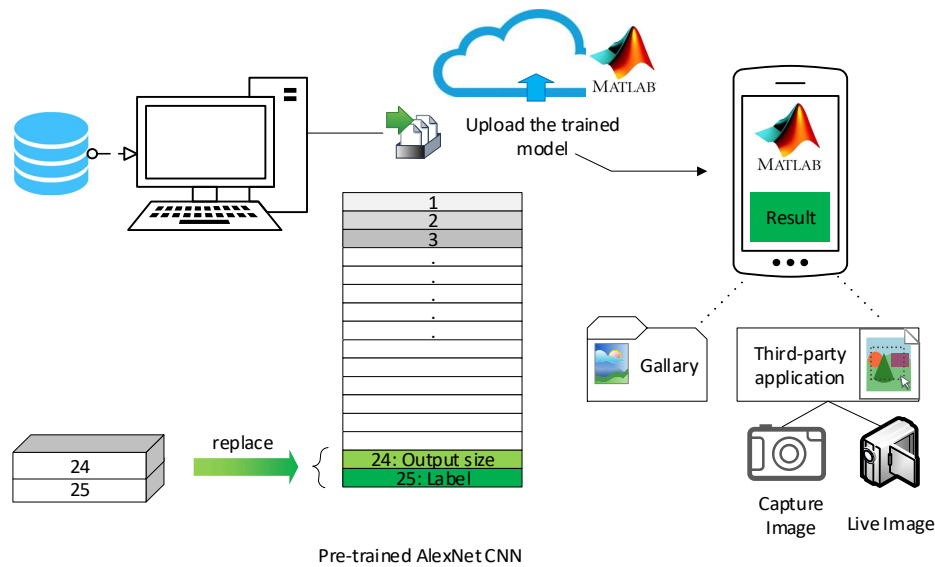 MATLAB
Upload the trained
model
MATLAB
Result
1
2
3
.
.
.
.
.
Gallary
Third-party
application
replace
24
25
24: Output size
25: Label
Capture
Image
Live Image
Pre-trained AlexNet CNN